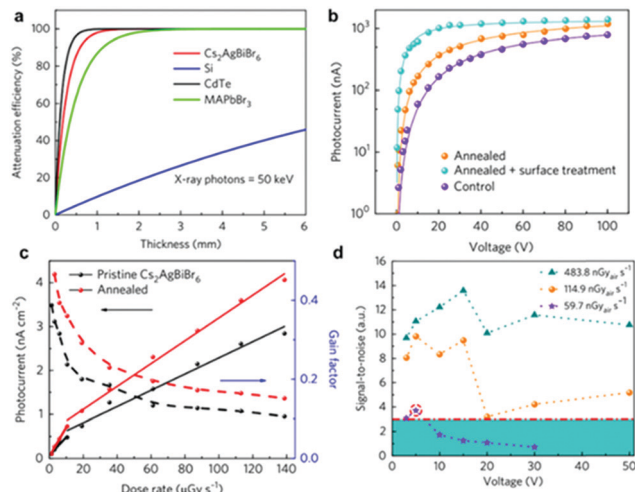 a
100
80
60
40
20
0
Attenuation efficiency (%)
Cs₂AgBiBr₆
Si
CdTe
MAPbBr₃
X-ray photons = 50 keV
0 1 2 3 4 5 6
Thickness (mm)
b
10³
10²
10¹
10⁰
Photocurrent (nA)
Annealed
Annealed + surface treatment
Control
0 20 40 60 80 100
Voltage (V)
c
4
3
2
1
0
Photocurrent (nA cm⁻²)
Pristine Cs₂AgBiBr₆
Annealed
0.4
0.2
0.0
Gain factor
0 20 40 60 80 100 120 140
Dose rate (μGy s⁻¹)
d
16
14
12
10
8
6
4
2
0
Signal-to-noise (a.u.)
483.8 nGyair s⁻¹
114.9 nGyair s⁻¹
59.7 nGyair s⁻¹
0 10 20 30 40 50
Voltage (V)